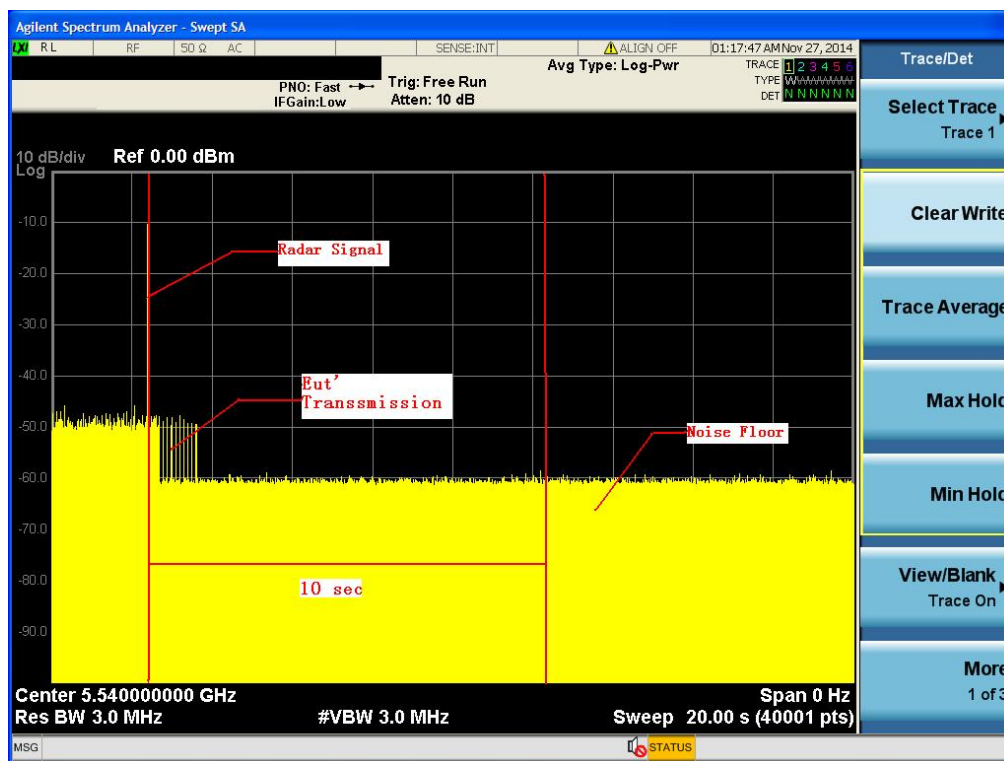 Agilent Spectrum Analyzer - Swept SA
LXI RL RF 50 Ω AC SENSE:INT ALIGN OFF 01:17:47 AM Nov 27, 2014
Avg Type: Log-Pwr
TRACE 1 2 3 4 5 6
PNO: Fast Trig: Free Run
TYPE
IFGain:Low Atten: 10 dB
DET N N N N N N
10 dB/div Ref 0.00 dBm
Log
-10.0
Radar Signal
-20.0
-30.0
-40.0
Eut'
Transsmission
-50.0
Noise Floor
-60.0
-70.0
-80.0
10 sec
-90.0
Center 5.540000000 GHz Span 0 Hz
Res BW 3.0 MHz #VBW 3.0 MHz Sweep 20.00 s (40001 pts)
MSG STATUS
Trace/Det
Select Trace
Trace 1
Clear Write
Trace Average
Max Hold
Min Hold
View/Blank
Trace On
More
1 of 3